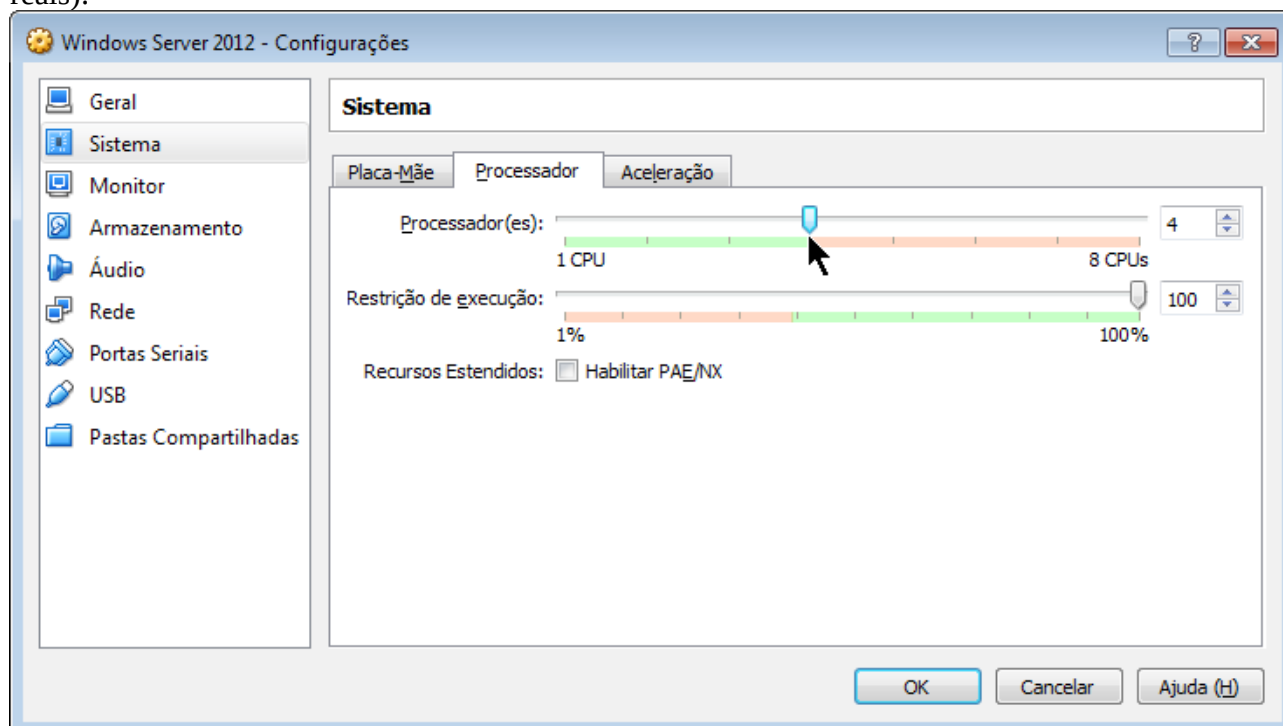 reais).
Windows Server 2012 - Configurações
Geral
Sistema
Monitor
Armazenamento
Áudio
Rede
Portas Seriais
USB
Pastas Compartilhadas
Sistema
Placa-Mãe Processador Aceleração
Processador(es): 4
1 CPU 8 CPUs
Restrição de execução: 100
1% 100%
Recursos Estendidos: Habilitar PAE/NX
OK Cancelar Ajuda (H)